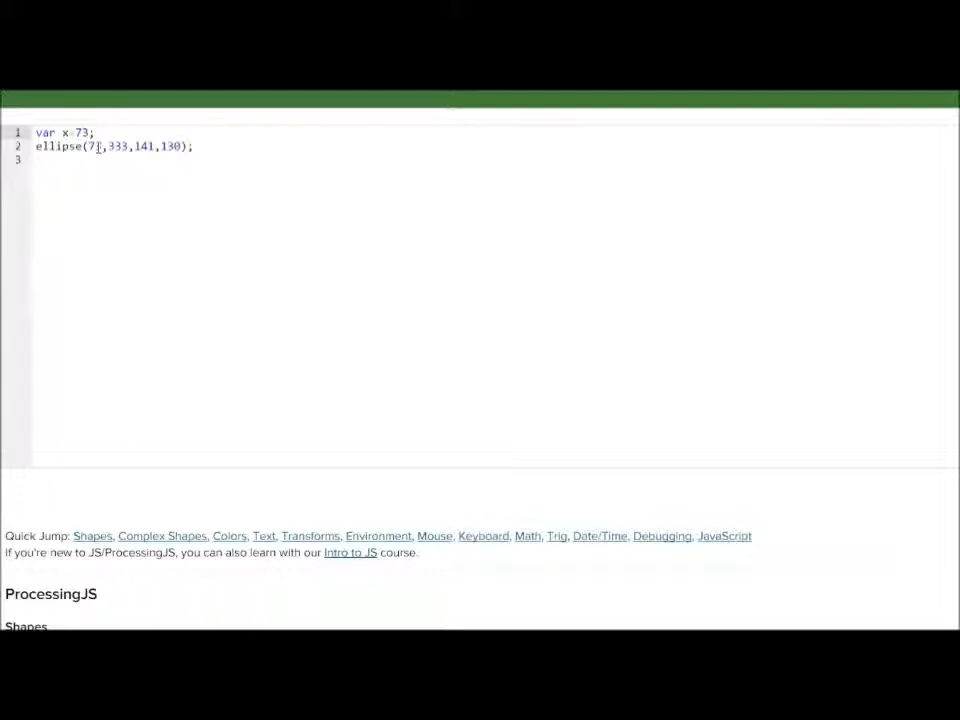 1 var x=73;
2 ellipse(73,333,141,130);
3
Quick Jump: Shapes, Complex Shapes, Colors, Text, Transforms, Environment, Mouse, Keyboard, Math, Trig, Date/Time, Debugging, JavaScript
If you're new to JS/ProcessingJS, you can also learn with our Intro to JS course.
ProcessingJS
Shapes